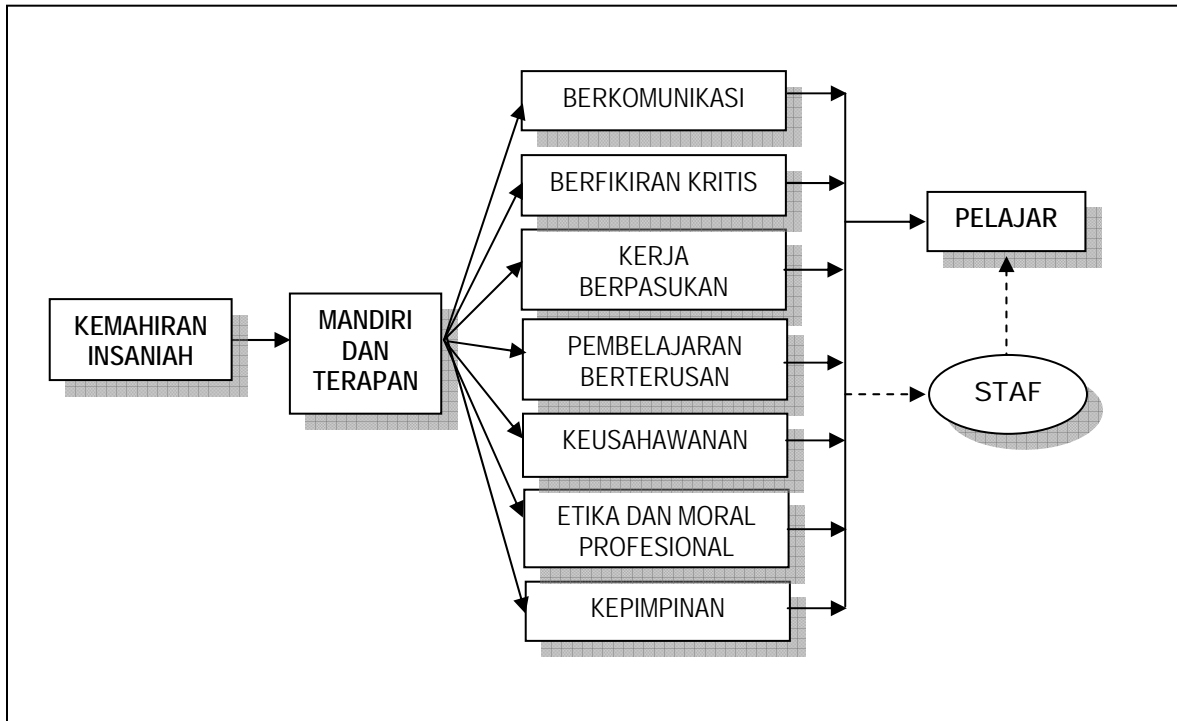 KEMAHIRAN
INSANIAH
MANDIRI
DAN
TERAPAN
BERKOMUNIKASI
BERFIKIRAN KRITIS
KERJA
BERPASUKAN
PEMBELAJARAN
BERTERUSAN
KEUSAHAWANAN
ETIKA DAN MORAL
PROFESIONAL
KEPIMPINAN
PELAJAR
STAF